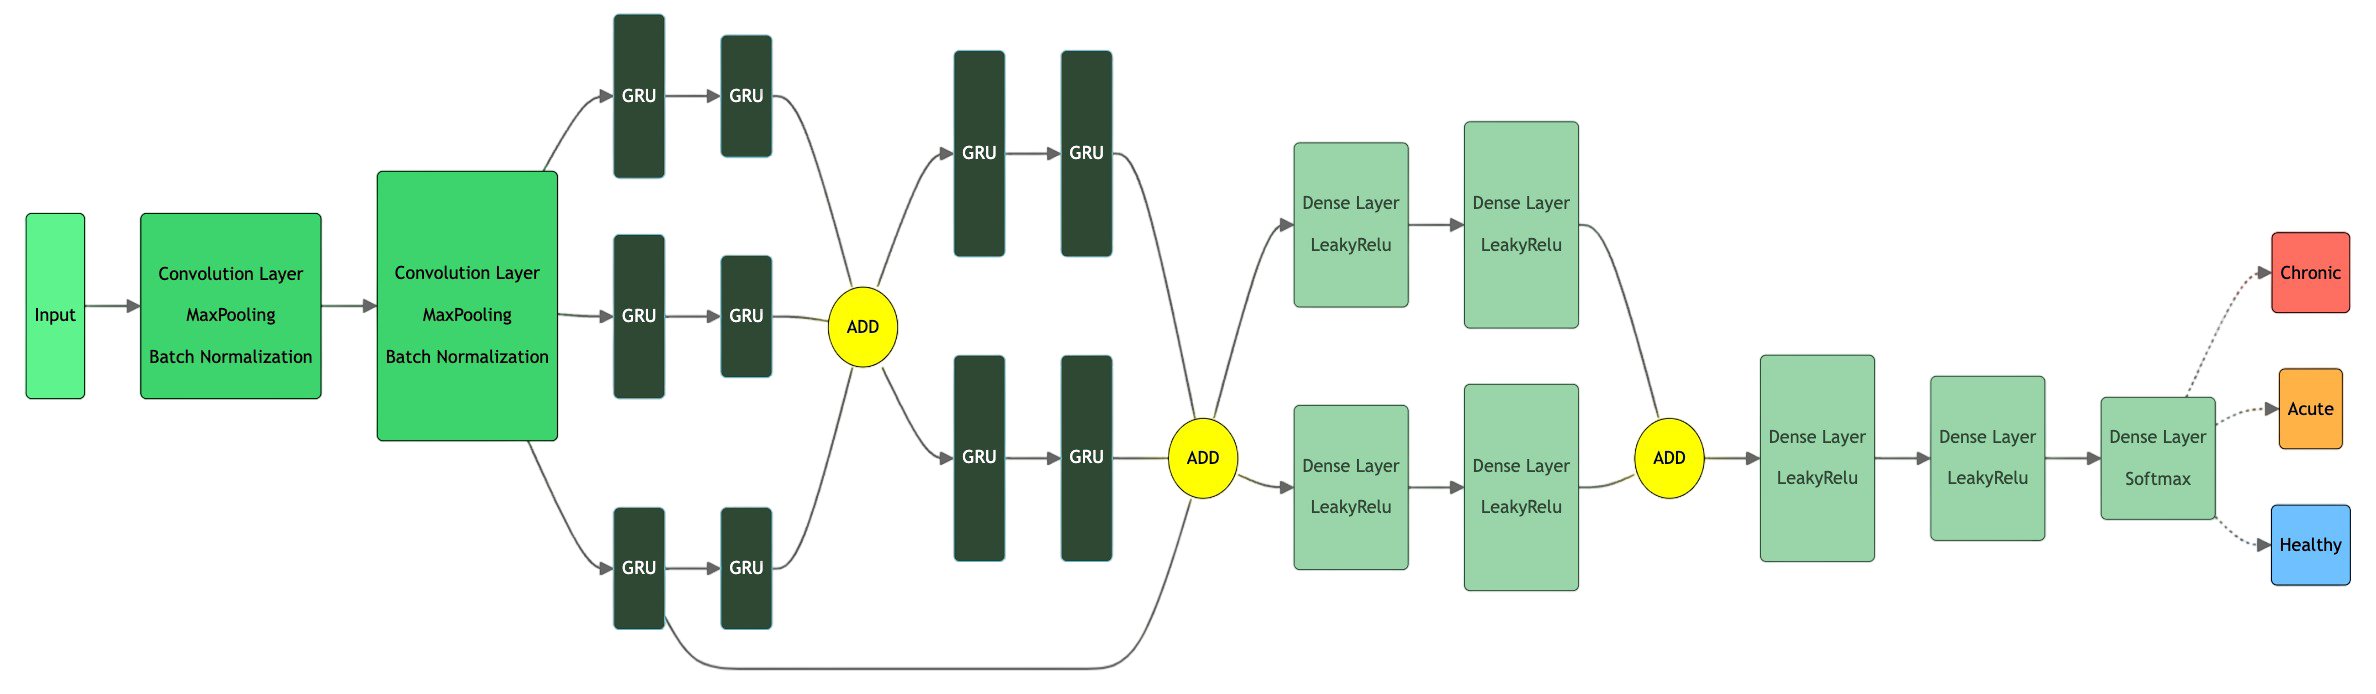 Input
Convolution Layer
MaxPooling
Batch Normalization
Convolution Layer
MaxPooling
Batch Normalization
GRU
GRU
GRU
GRU
GRU
GRU
ADD
GRU
GRU
GRU
GRU
ADD
Dense Layer
LeakyRelu
Dense Layer
LeakyRelu
Dense Layer
LeakyRelu
Dense Layer
LeakyRelu
ADD
Dense Layer
LeakyRelu
Dense Layer
LeakyRelu
Dense Layer
Softmax
Chronic
Acute
Healthy